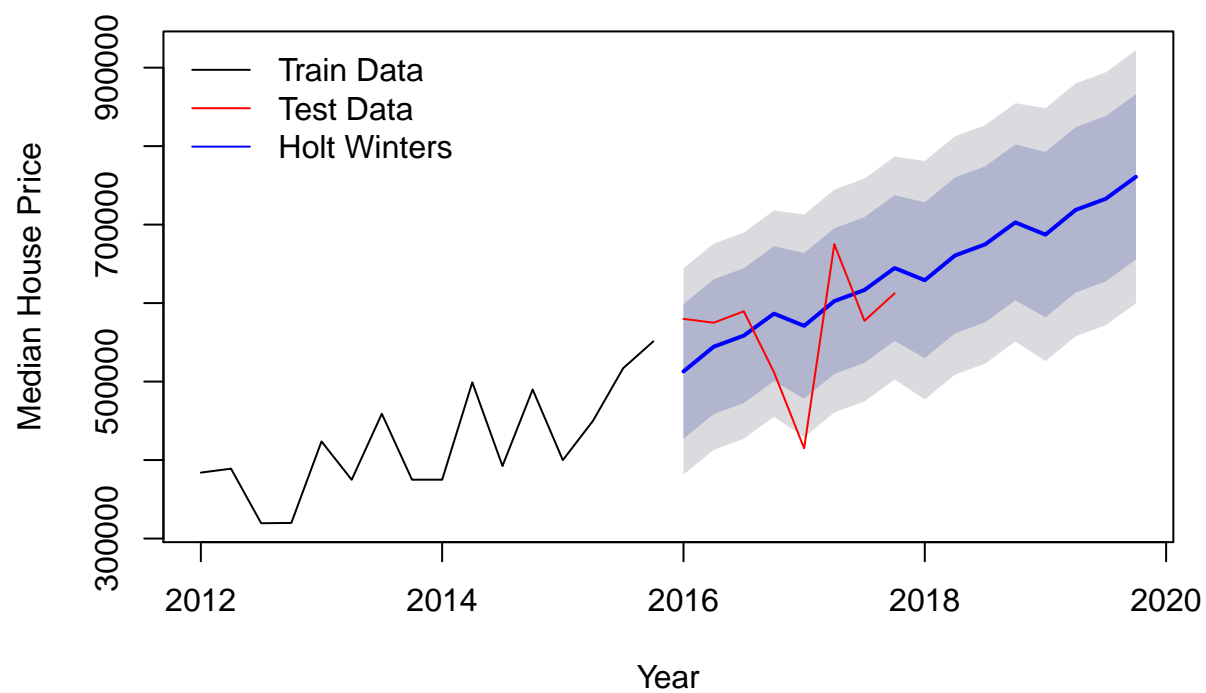 Median House Price
900000
700000
500000
300000
Train Data
Test Data
Holt Winters
2012
2014
2016
2018
2020
Year